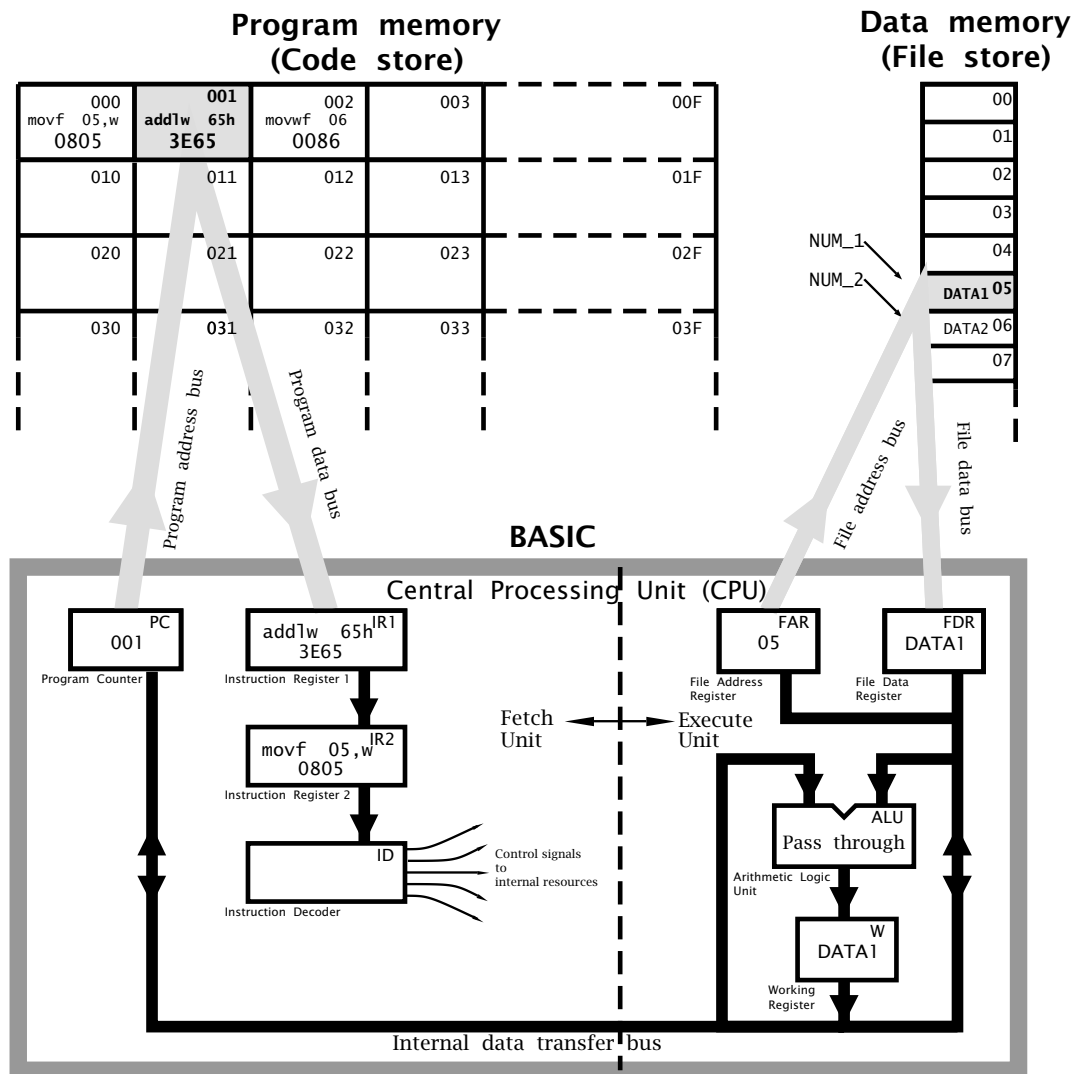 Program memory
(Code store)
Data memory
(File store)
000
movf 05,w
0805
001
addlw 65h
3E65
002
movwf 06
0086
003
00F
010
011
012
013
01F
020
021
022
023
02F
030
031
032
033
03F
00
01
02
03
04
NUM_1
NUM_2
DATA1 05
DATA2 06
07
Program address bus
Program data bus
File address bus
File data bus
BASIC
Central Processing Unit (CPU)
PC
001
Program Counter
IR1
addlw 65h
3E65
Instruction Register 1
IR2
movf 05,w
0805
Instruction Register 2
ID
Instruction Decoder
Control signals
to
internal resources
Fetch
Unit
Execute
Unit
FAR
05
File Address
Register
FDR
DATA1
File Data
Register
ALU
Pass through
Arithmetic Logic
Unit
W
DATA1
Working
Register
Internal data transfer bus